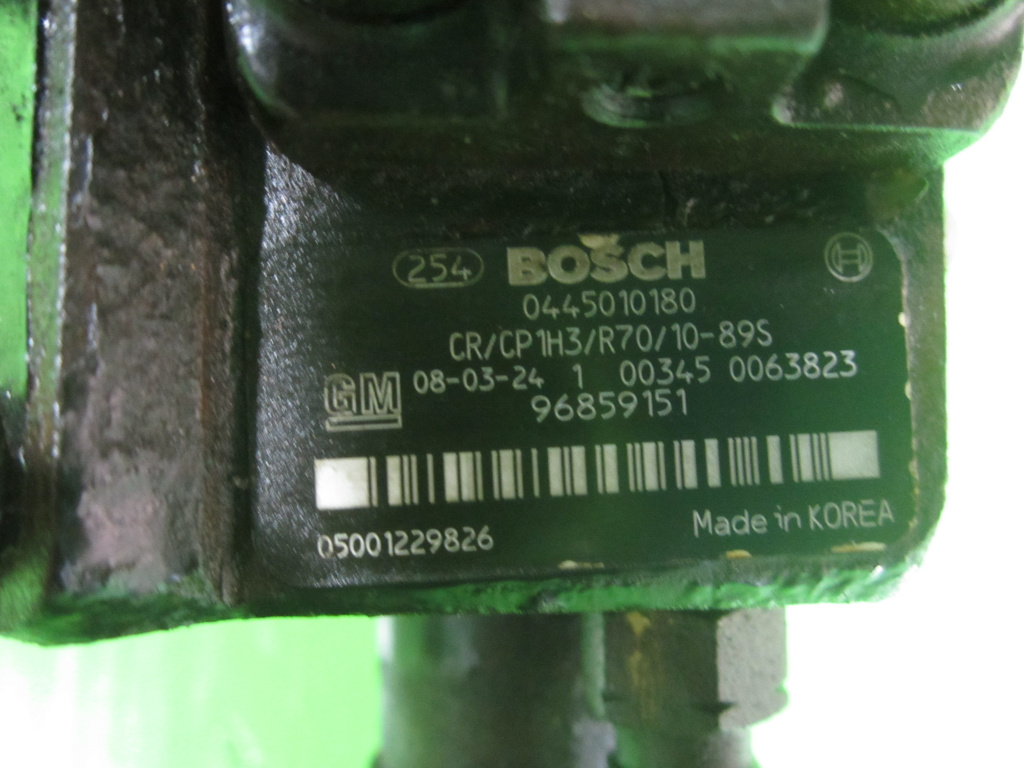 254 BOSCH
0445010180
CR/CP1H3/R70/10-89S
GM 08-03-24 1 00345 0063823
96859151
05001229826 Made in KOREA